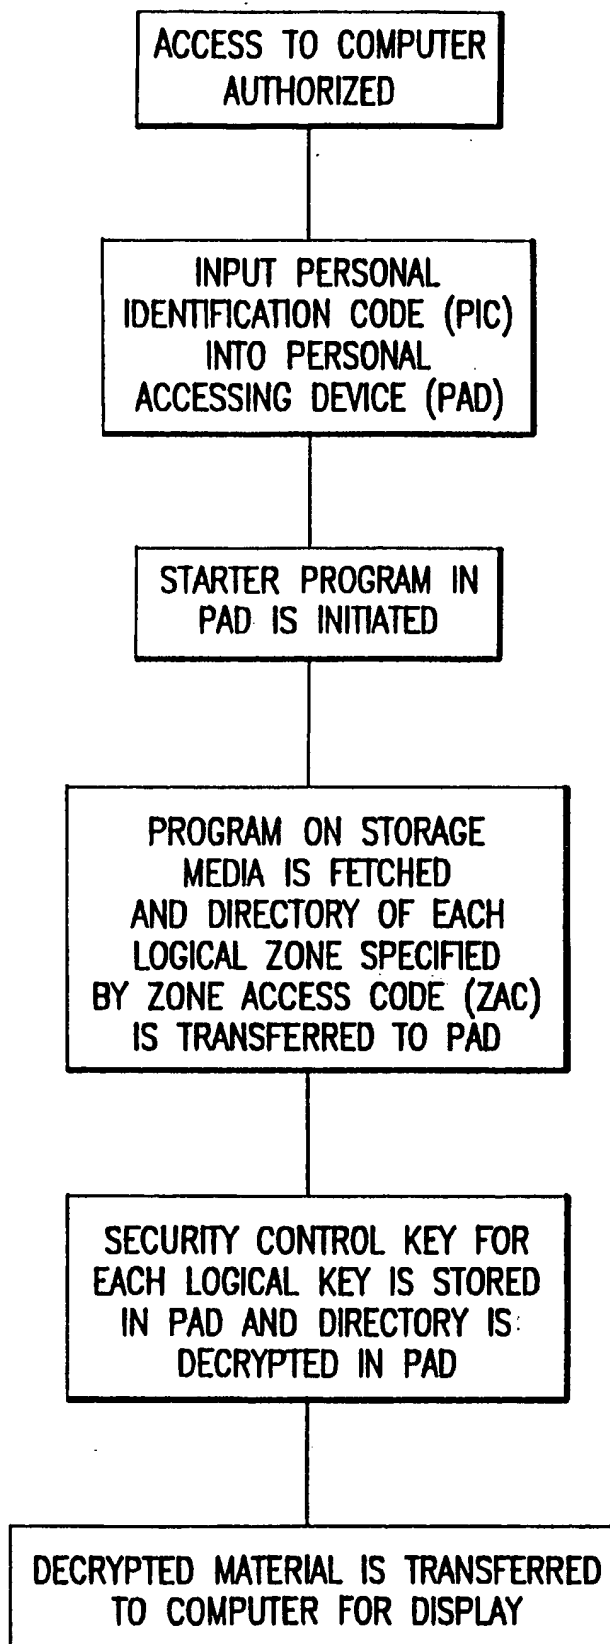 ACCESS TO COMPUTER
AUTHORIZED
INPUT PERSONAL
IDENTIFICATION CODE (PIC)
INTO PERSONAL
ACCESSING DEVICE (PAD)
STARTER PROGRAM IN
PAD IS INITIATED
PROGRAM ON STORAGE
MEDIA IS FETCHED
AND DIRECTORY OF EACH
LOGICAL ZONE SPECIFIED
BY ZONE ACCESS CODE (ZAC)
IS TRANSFERRED TO PAD
SECURITY CONTROL KEY FOR
EACH LOGICAL KEY IS STORED
IN PAD AND DIRECTORY IS
DECRYPTED IN PAD
DECRYPTED MATERIAL IS TRANSFERRED
TO COMPUTER FOR DISPLAY